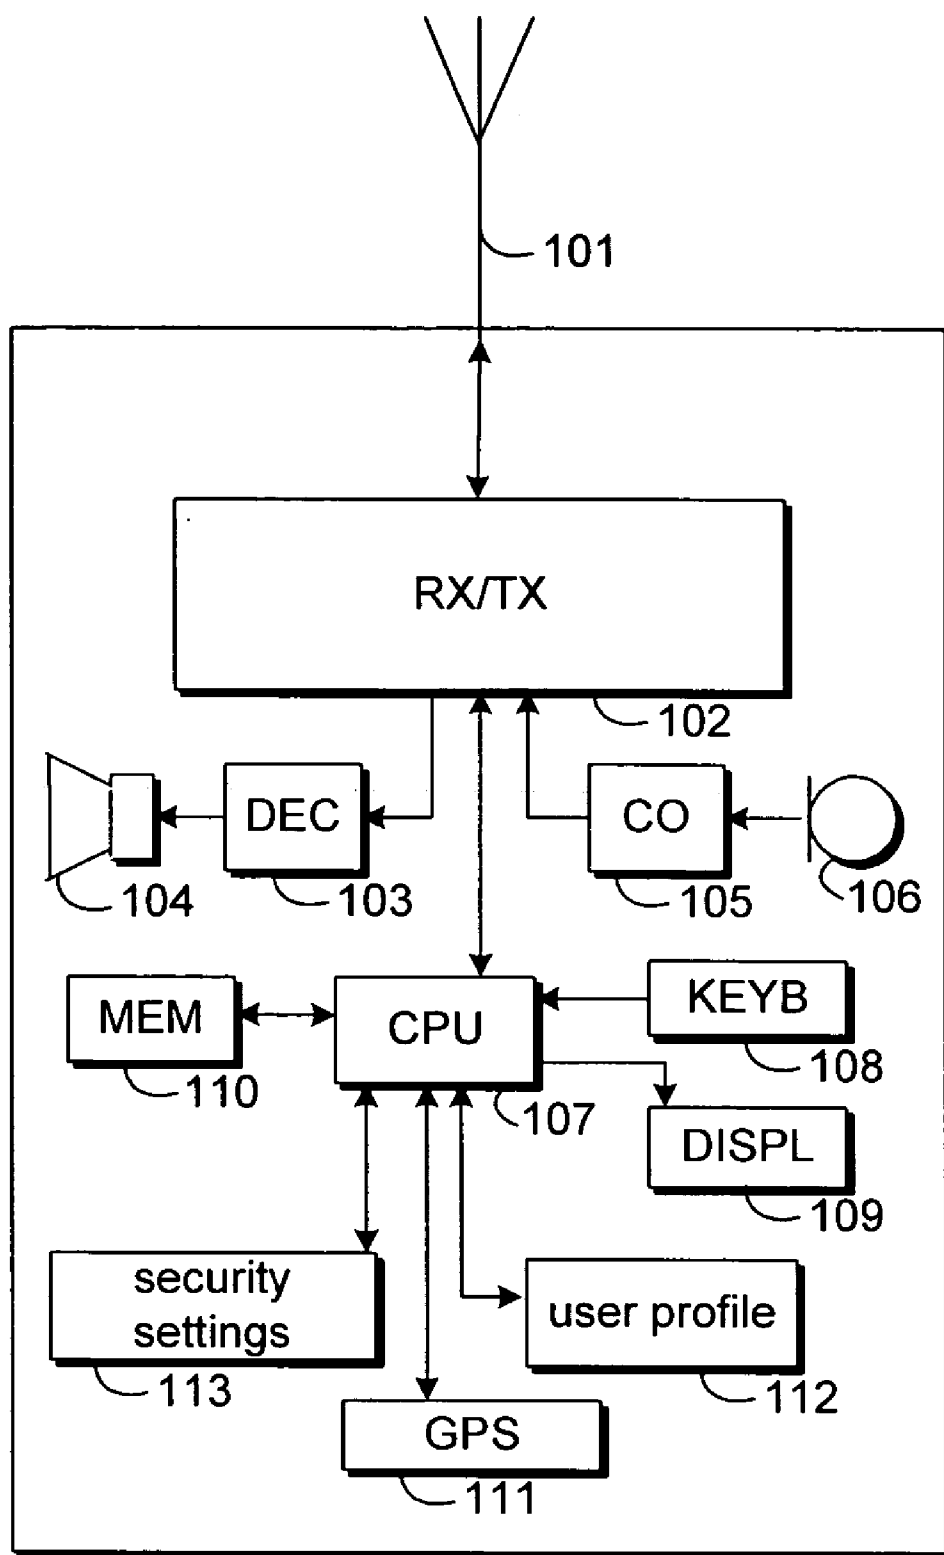 101
RX/TX
102
DEC
CO
104
103
105
106
MEM
CPU
KEYB
110
107
108
DISPL
109
security
settings
user profile
113
112
GPS
111